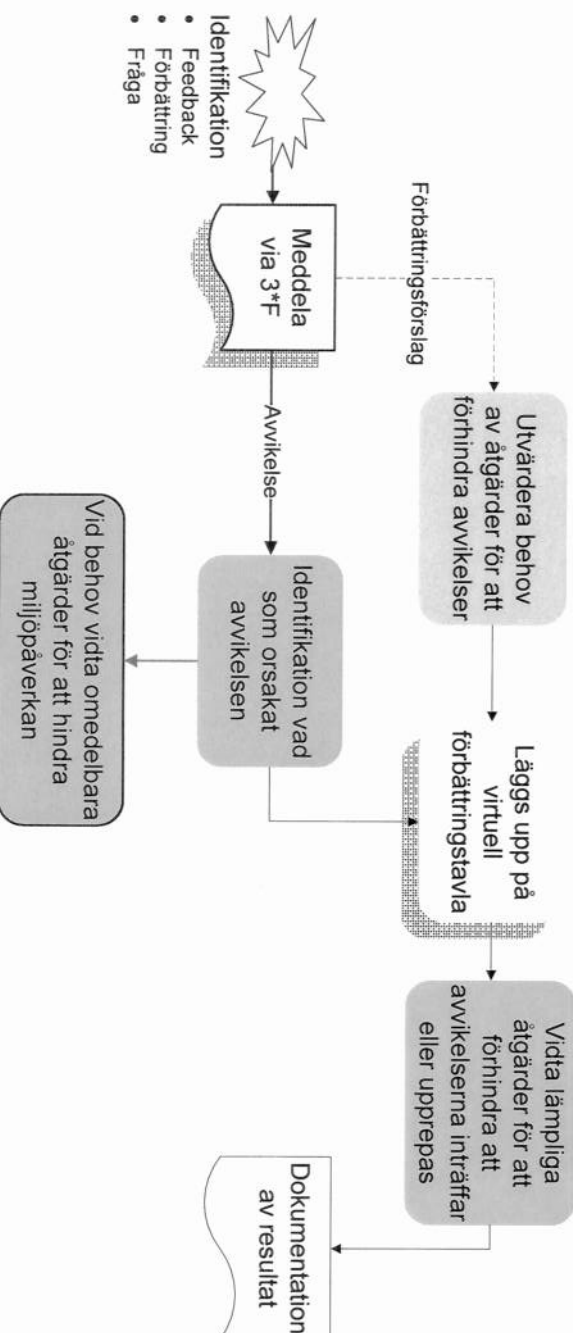 Identifikation
• Feedback
• Förbättring
• Fråga
Meddela
via 3*F
Förbättringsförslag
Avvikelse
Utvärdera behov
av åtgärder för att
förhindra avvikelser
Identifikation vad
som orsakat
avvikelsen
Vid behov vidta omedelbara
åtgärder för att hindra
miljöpåverkan
Läggs upp på
virtuell
förbättringstavla
Vidta lämpliga
åtgärder för att
förhindra att
avvikelserna inträffar
eller upprepas
Dokumentation
av resultat